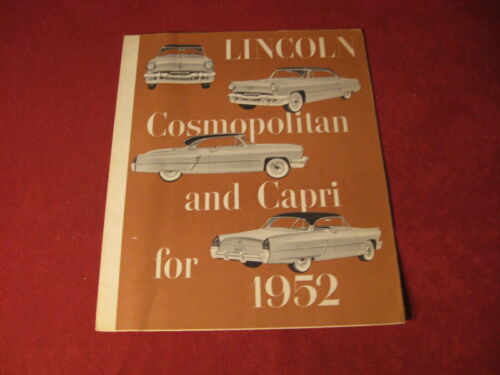 LINCOLN
Cosmopolitan
and Capri
for
1952